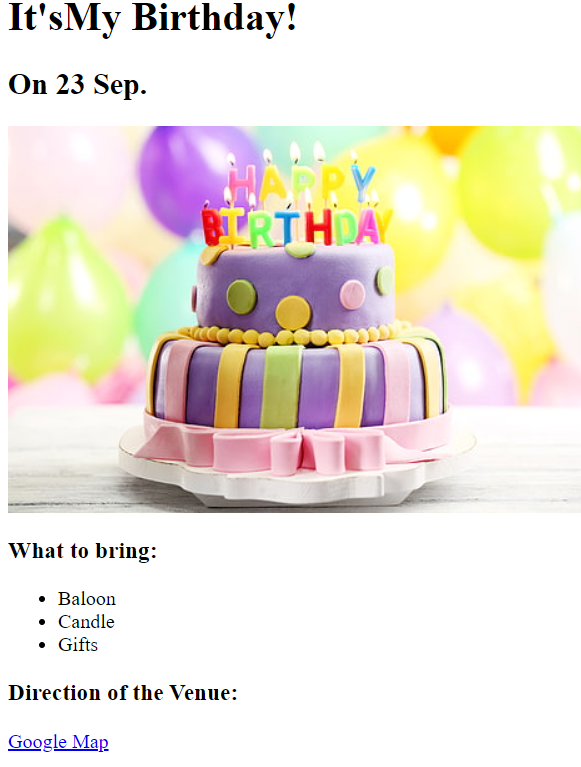 It'sMy Birthday!
On 23 Sep.
HAPPY
BIRTHDAY
What to bring:
Baloon
Candle
Gifts
Direction of the Venue:
Google Map